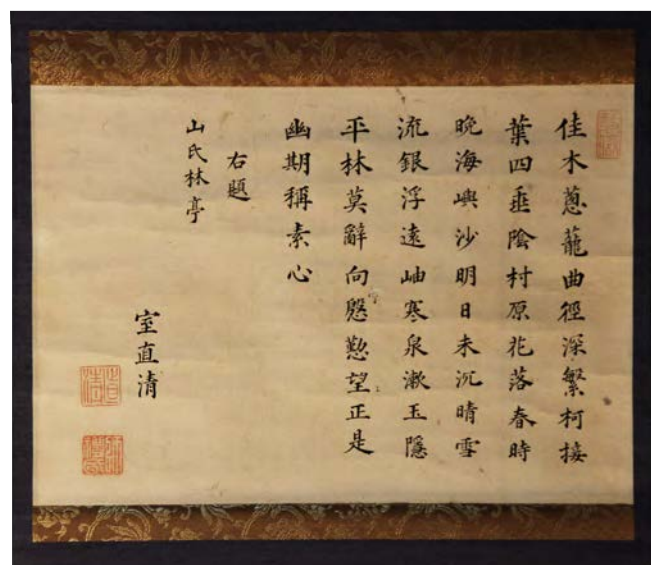 佳木蔥蘢曲徑深繁柯接
葉四垂陰村原花落春時
晩海嶼沙明日未沉晴雪
流銀浮遠岫寒泉漱玉隱
平林莫辭向慇懃望正是
幽期稱素心
右題
山氏林亭
室直清